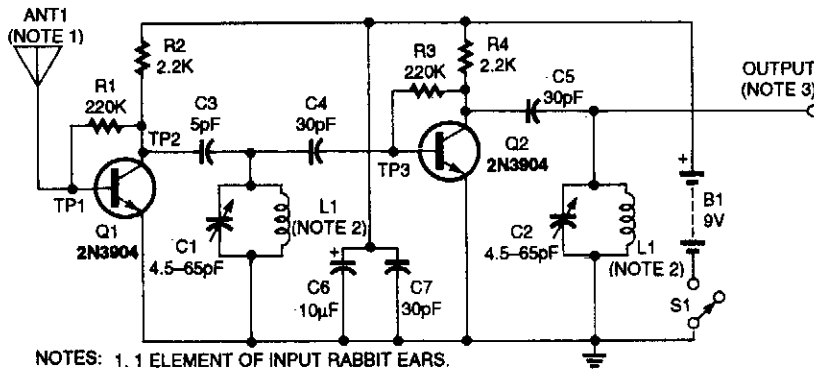 ANT1
(NOTE 1)
R2
2.2K
R1
220K
TP2
C3
5pF
C4
30pF
R3
220K
R4
2.2K
C5
30pF
OUTPUT
(NOTE 3)
TP1
Q1
2N3904
C1
4.5–65pF
L1
(NOTE 2)
TP3
Q2
2N3904
+
C6
10µF
C7
30pF
C2
4.5–65pF
L1
(NOTE 2)
+
B1
9V
S1
NOTES: 1. 1 ELEMENT OF INPUT RABBIT EARS.